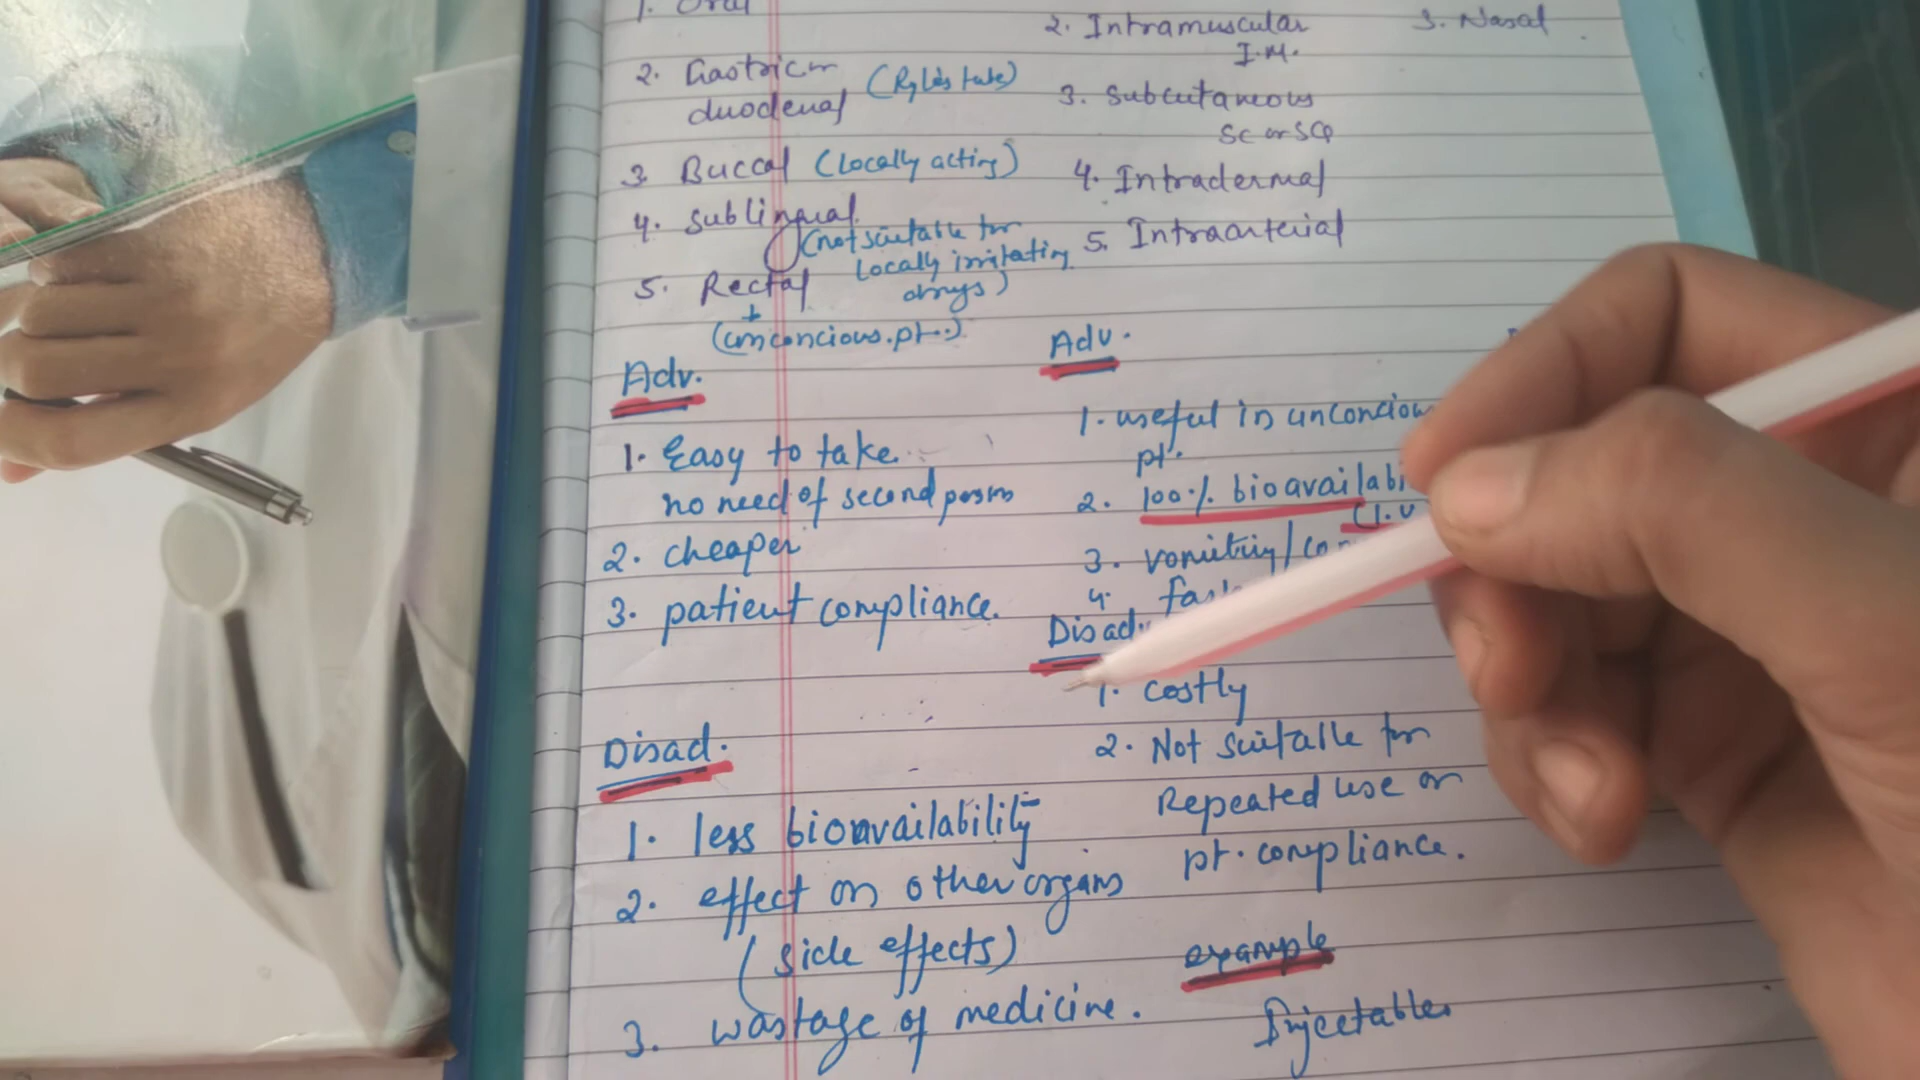 1. Oral
2. Gastric or
duodenal
(Ryles tube)
3. Buccal (locally acting)
4. Sublingual
(not suitable for
locally irritating
drugs)
5. Rectal
(unconcious.pt..)
Adv.
1. Easy to take.
no need of second person
2. cheaper
3. patient compliance.
Disad.
1. less bioavailability
2. effect on other organs
(side effects)
3. wastage of medicine.
2. Intramuscular
I.M.
3. Subcutaneous
SC or SCQ
4. Intradermal
5. Intraarterial
Adv.
1. useful in unconciou
pt.
2. 100% bioavailabi
(I.V
3. vomiting/
4.
Disad.
1. costly
2. Not suitable for
Repeated use or
pt. compliance.
example
Injectables
3. Nasal